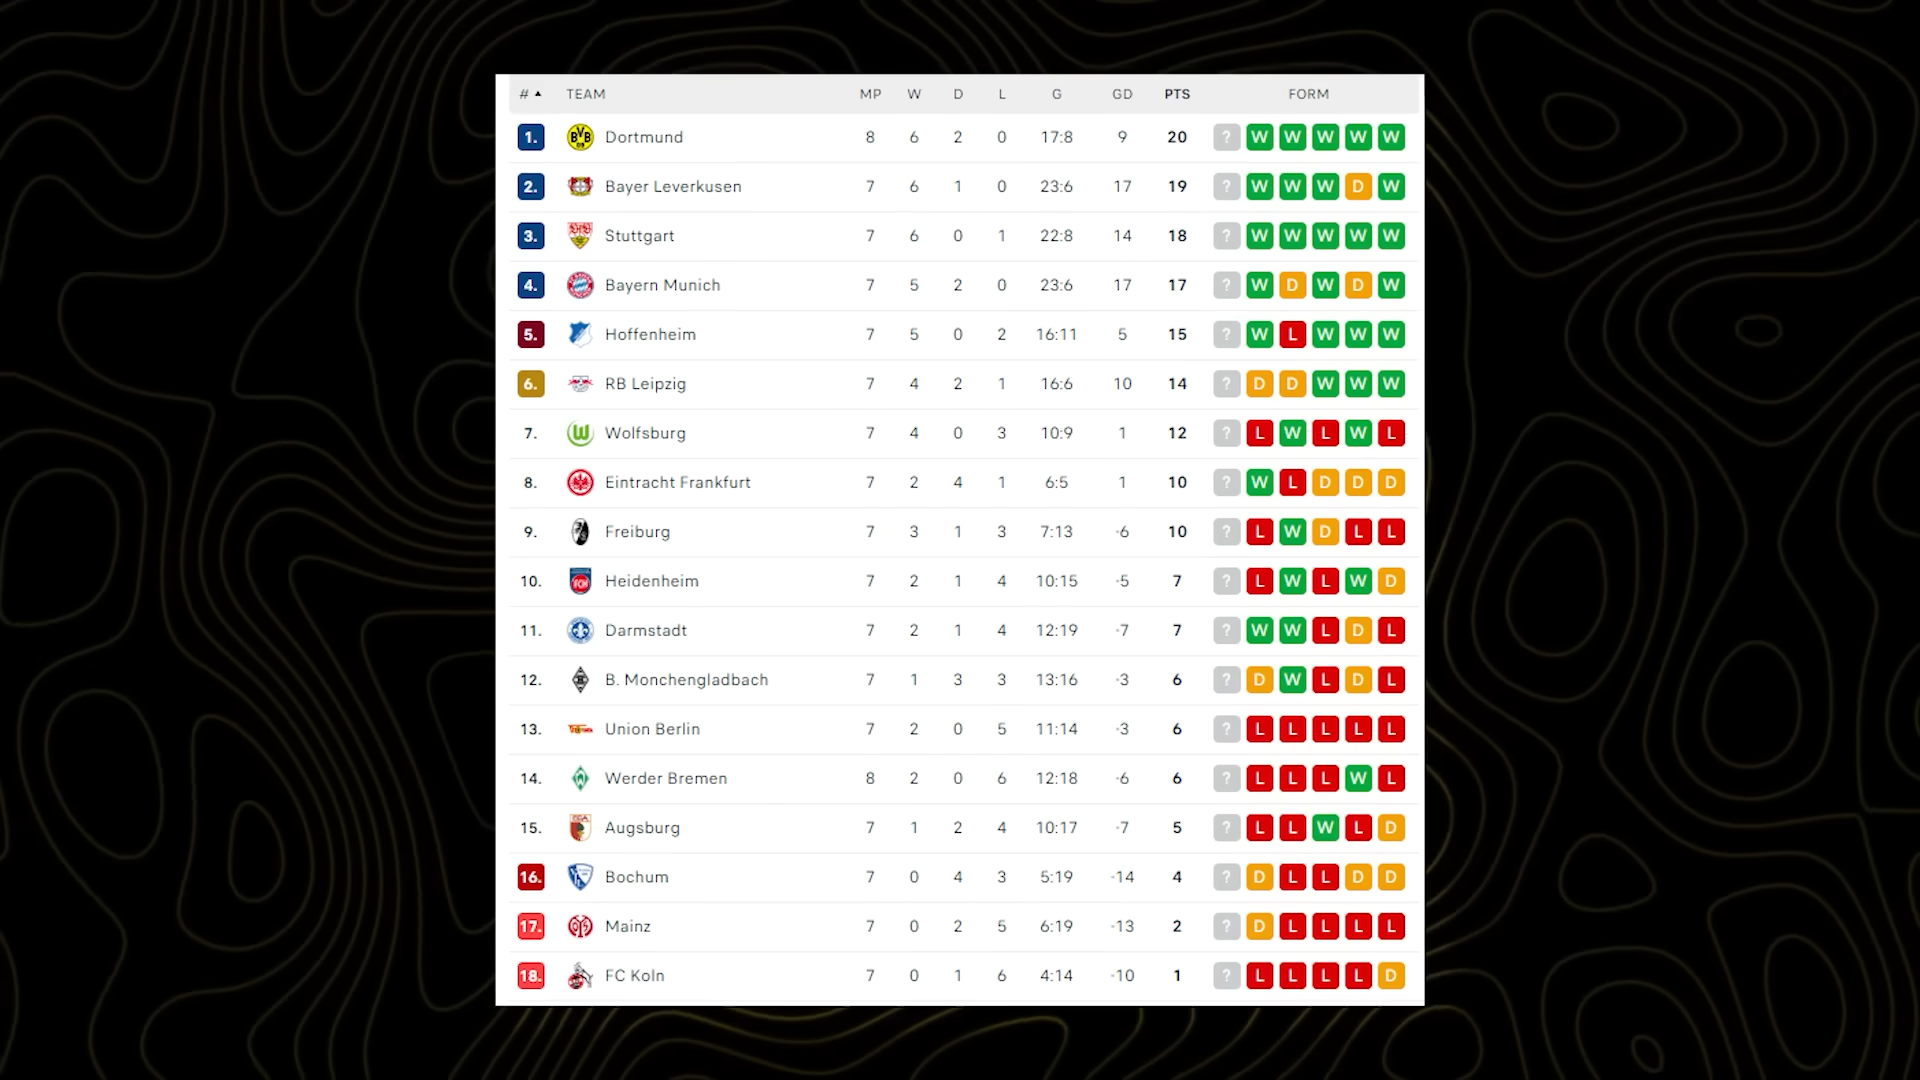 # ▲ TEAM MP W D L G GD PTS FORM
1. Dortmund 8 6 2 0 17:8 9 20 ? W W W W W
2. Bayer Leverkusen 7 6 1 0 23:6 17 19 ? W W W D W
3. Stuttgart 7 6 0 1 22:8 14 18 ? W W W W W
4. Bayern Munich 7 5 2 0 23:6 17 17 ? W D W D W
5. Hoffenheim 7 5 0 2 16:11 5 15 ? W L W W W
6. RB Leipzig 7 4 2 1 16:6 10 14 ? D D W W W
7. Wolfsburg 7 4 0 3 10:9 1 12 ? L W L W L
8. Eintracht Frankfurt 7 2 4 1 6:5 1 10 ? W L D D D
9. Freiburg 7 3 1 3 7:13 -6 10 ? L W D L L
10. Heidenheim 7 2 1 4 10:15 -5 7 ? L W L W D
11. Darmstadt 7 2 1 4 12:19 -7 7 ? W W L D L
12. B. Monchengladbach 7 1 3 3 13:16 -3 6 ? D W L D L
13. Union Berlin 7 2 0 5 11:14 -3 6 ? L L L L L
14. Werder Bremen 8 2 0 6 12:18 -6 6 ? L L L W L
15. Augsburg 7 1 2 4 10:17 -7 5 ? L L W L D
16. Bochum 7 0 4 3 5:19 -14 4 ? D L L D D
17. Mainz 7 0 2 5 6:19 -13 2 ? D L L L L
18. FC Koln 7 0 1 6 4:14 -10 1 ? L L L L D